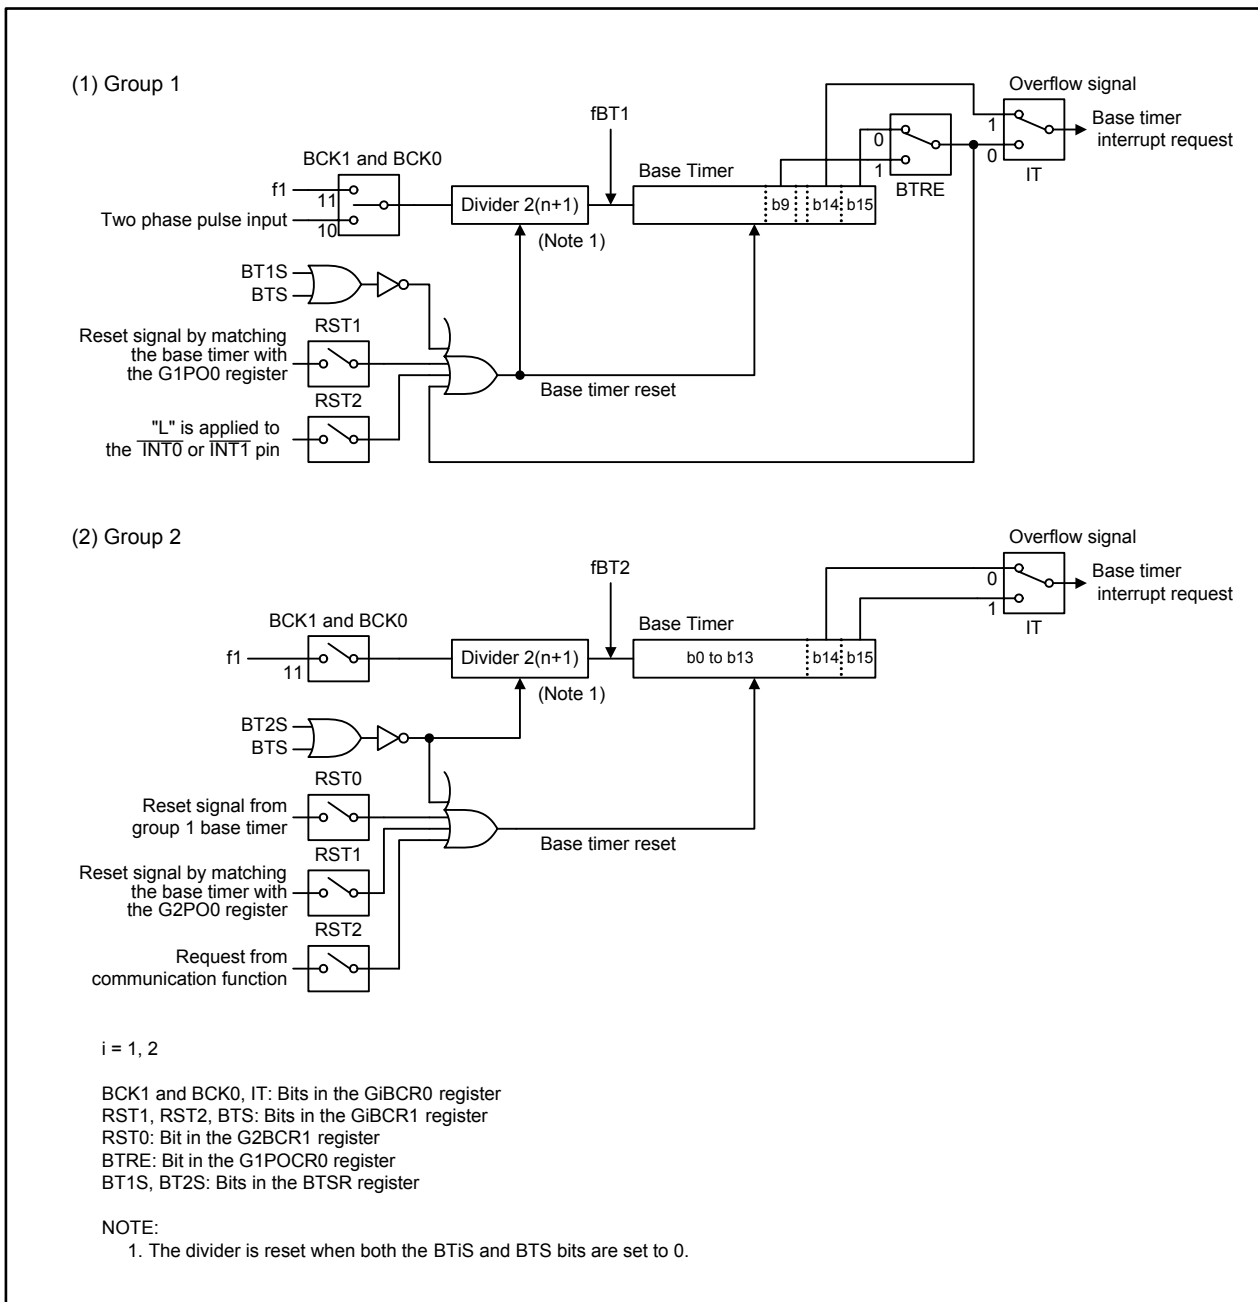 (1) Group 1
Overflow signal
fBT1
1
Base timer
interrupt request
0
0
BCK1 and BCK0
Base Timer
1
BTRE
IT
f1
11
Divider 2(n+1)
b9
b14
b15
Two phase pulse input
10
(Note 1)
BT1S
BTS
RST1
Reset signal by matching
the base timer with
the G1PO0 register
Base timer reset
RST2
"L" is applied to
the INT0 or INT1 pin
(2) Group 2
Overflow signal
fBT2
0
Base timer
interrupt request
1
IT
BCK1 and BCK0
Base Timer
f1
11
Divider 2(n+1)
b0 to b13
b14
b15
(Note 1)
BT2S
BTS
RST0
Reset signal from
group 1 base timer
Base timer reset
RST1
Reset signal by matching
the base timer with
the G2PO0 register
RST2
Request from
communication function
i = 1, 2
BCK1 and BCK0, IT: Bits in the GiBCR0 register
RST1, RST2, BTS: Bits in the GiBCR1 register
RST0: Bit in the G2BCR1 register
BTRE: Bit in the G1POCR0 register
BT1S, BT2S: Bits in the BTSR register
NOTE:
1. The divider is reset when both the BTiS and BTS bits are set to 0.